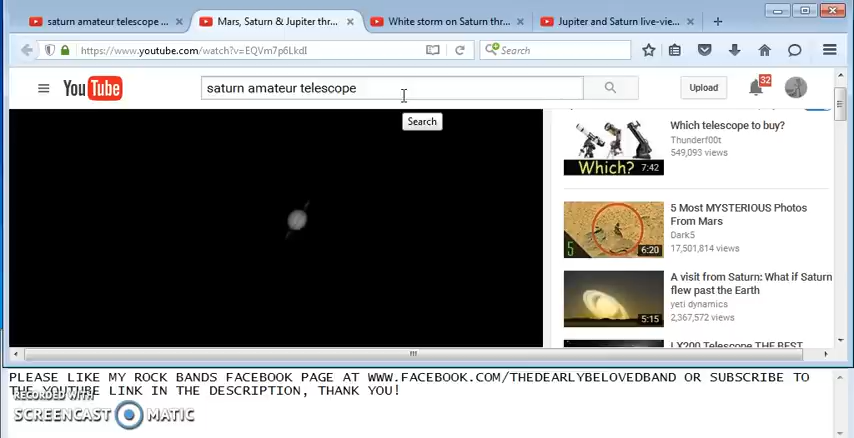 saturn amateur telescope ...
Mars, Saturn & Jupiter thr...
White storm on Saturn thr...
Jupiter and Saturn live-vie...
https://www.youtube.com/watch?v=EQVm7p6LkdI
Search
YouTube
saturn amateur telescope
Upload
32
Search
Which?
7:42
Which telescope to buy?
Thunderf00t
549,093 views
5
6:20
5 Most MYSTERIOUS Photos
From Mars
Dark5
17,501,814 views
5:15
A visit from Saturn: What if Saturn
flew past the Earth
yeti dynamics
2,367,572 views
LX200 Telescope THE BEST
PLEASE LIKE MY ROCK BANDS FACEBOOK PAGE AT WWW.FACEBOOK.COM/THEDEARLYBELOVEDBAND OR SUBSCRIBE TO
THE YOUTUBE LINK IN THE DESCRIPTION, THANK YOU!
RECORDED WITH
SCREENCAST MATIC